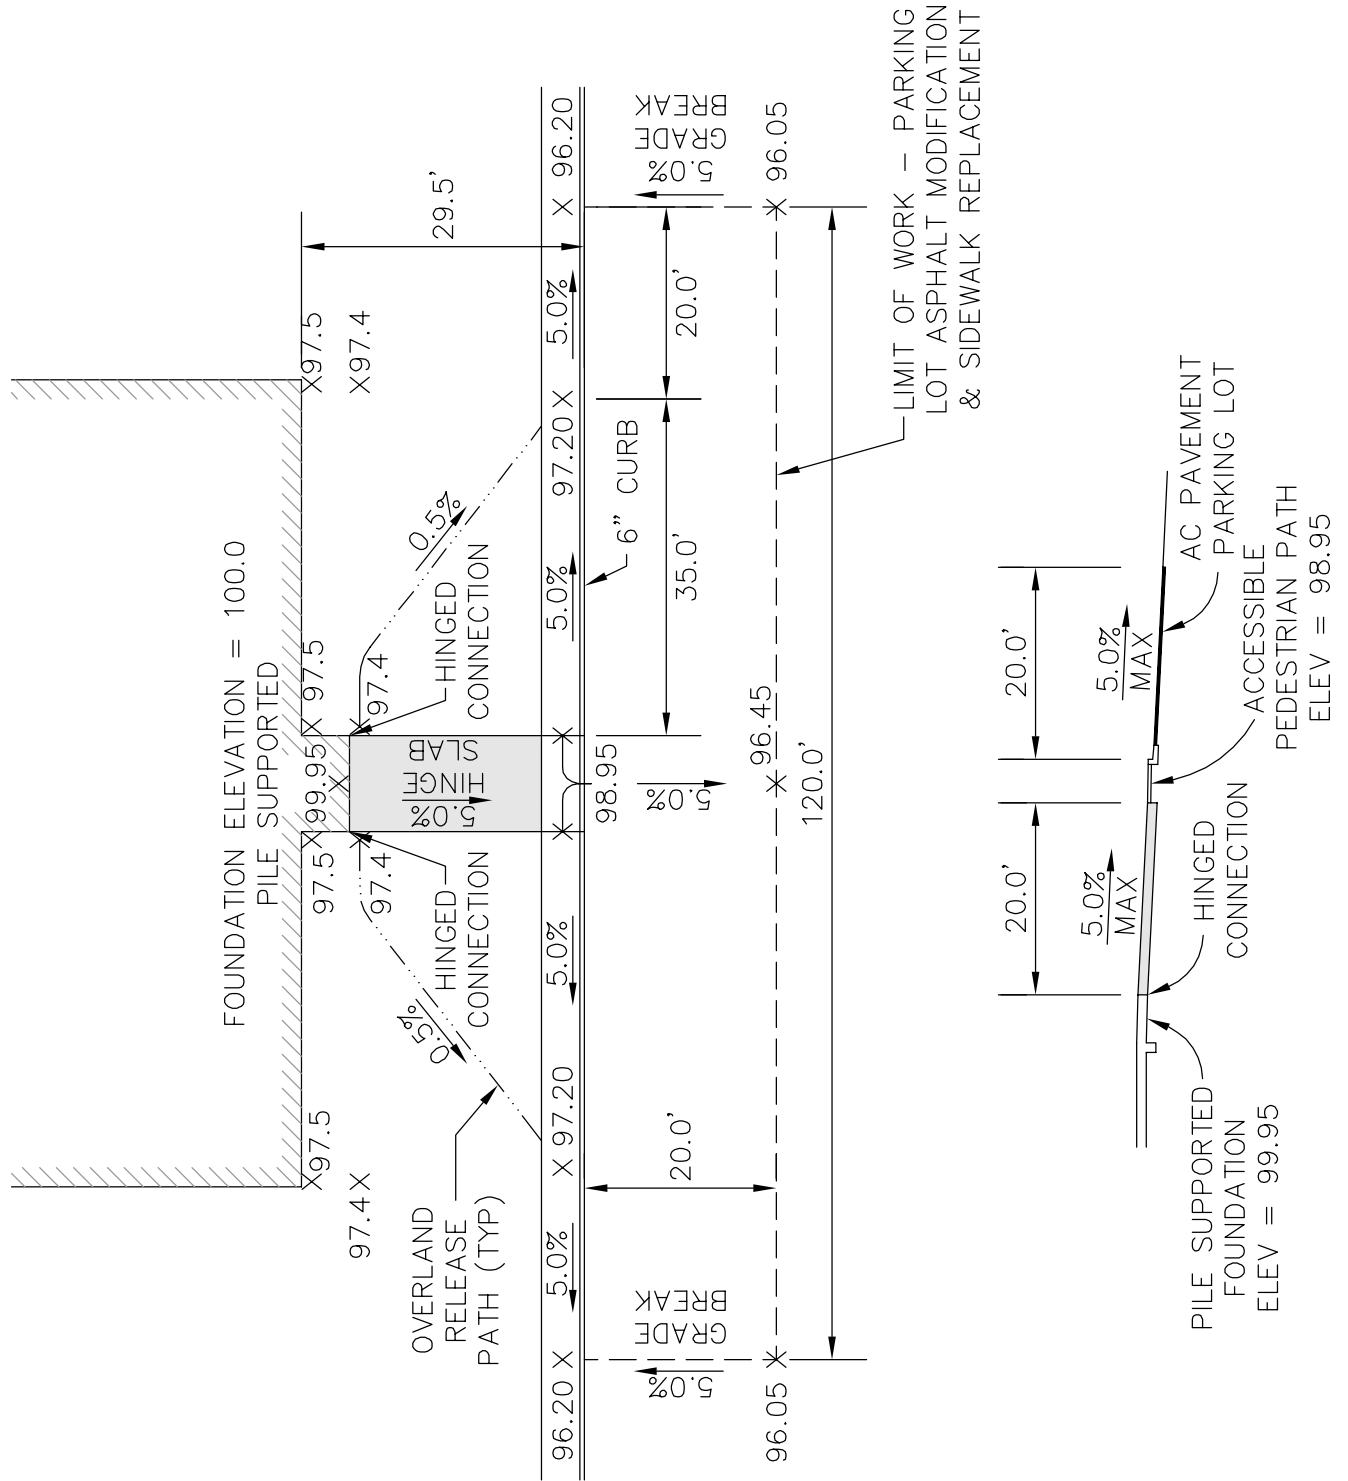 FOUNDATION ELEVATION = 100.0
PILE SUPPORTED
97.5
97.4
97.5
99.95
97.5
97.5
97.4
97.4
97.4
5.0%
HINGE
SLAB
HINGED
CONNECTION
HINGED
CONNECTION
0.5%
0.5%
29.5'
OVERLAND
RELEASE
PATH (TYP)
96.20
5.0%
97.20
5.0%
5.0%
97.20
5.0%
96.20
98.95
6" CURB
5.0%
GRADE
BREAK
20.0'
5.0%
96.45
35.0'
20.0'
5.0%
GRADE
BREAK
96.05
120.0'
96.05
LIMIT OF WORK - PARKING
LOT ASPHALT MODIFICATION
& SIDEWALK REPLACEMENT
20.0'
20.0'
5.0%
MAX
5.0%
MAX
PILE SUPPORTED
FOUNDATION
ELEV = 99.95
HINGED
CONNECTION
ACCESSIBLE
PEDESTRIAN PATH
ELEV = 98.95
AC PAVEMENT
PARKING LOT